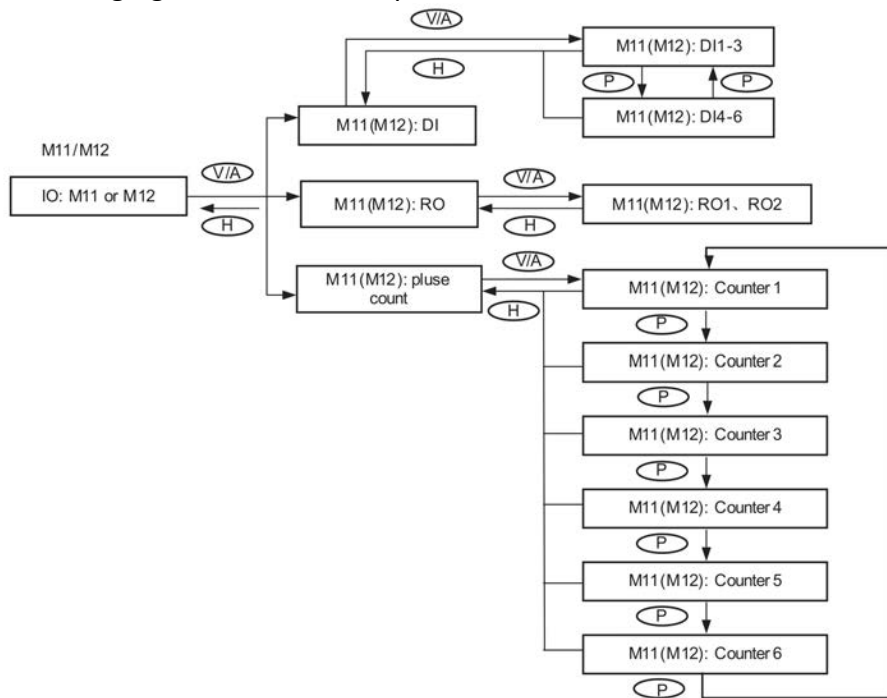 V/A
M11(M12): DI1-3
H
P
P
M11(M12): DI
M11(M12): DI4-6
M11/M12
V/A
V/A
IO: M11 or M12
M11(M12): RO
M11(M12): RO1、RO2
H
H
V/A
M11(M12): pluse
count
M11(M12): Counter 1
H
P
M11(M12): Counter 2
P
M11(M12): Counter 3
P
M11(M12): Counter 4
P
M11(M12): Counter 5
P
M11(M12): Counter 6
P